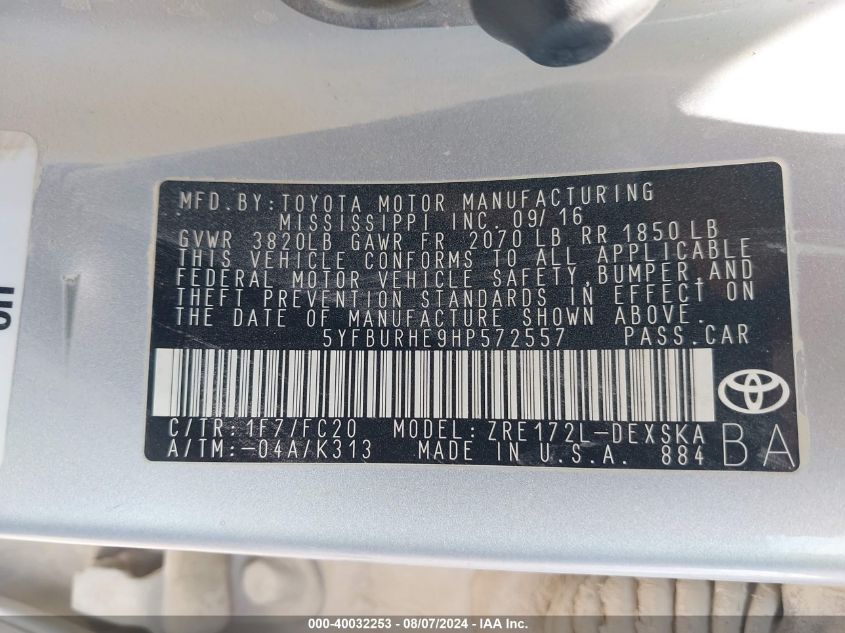 MFD.BY:TOYOTA MOTOR MANUFACTURING
MISSISSIPPI INC. 09/16
GVWR 3820LB GAWR FR 2070 LB RR 1850 LB
THIS VEHICLE CONFORMS TO ALL APPLICABLE
FEDERAL MOTOR VEHICLE SAFETY,BUMPER,AND
THEFT PREVENTION STANDARDS IN EFFECT ON
THE DATE OF MANUFACTURE SHOWN ABOVE.
5YFBURHE9HP572557 PASS.CAR
C/TR:1F7/FC20 MODEL:ZRE172L-DEXSKA
A/TM:-04A/K313 MADE IN U.S.A. 884
BA
000-40032253 - 08/07/2024 - IAA Inc.